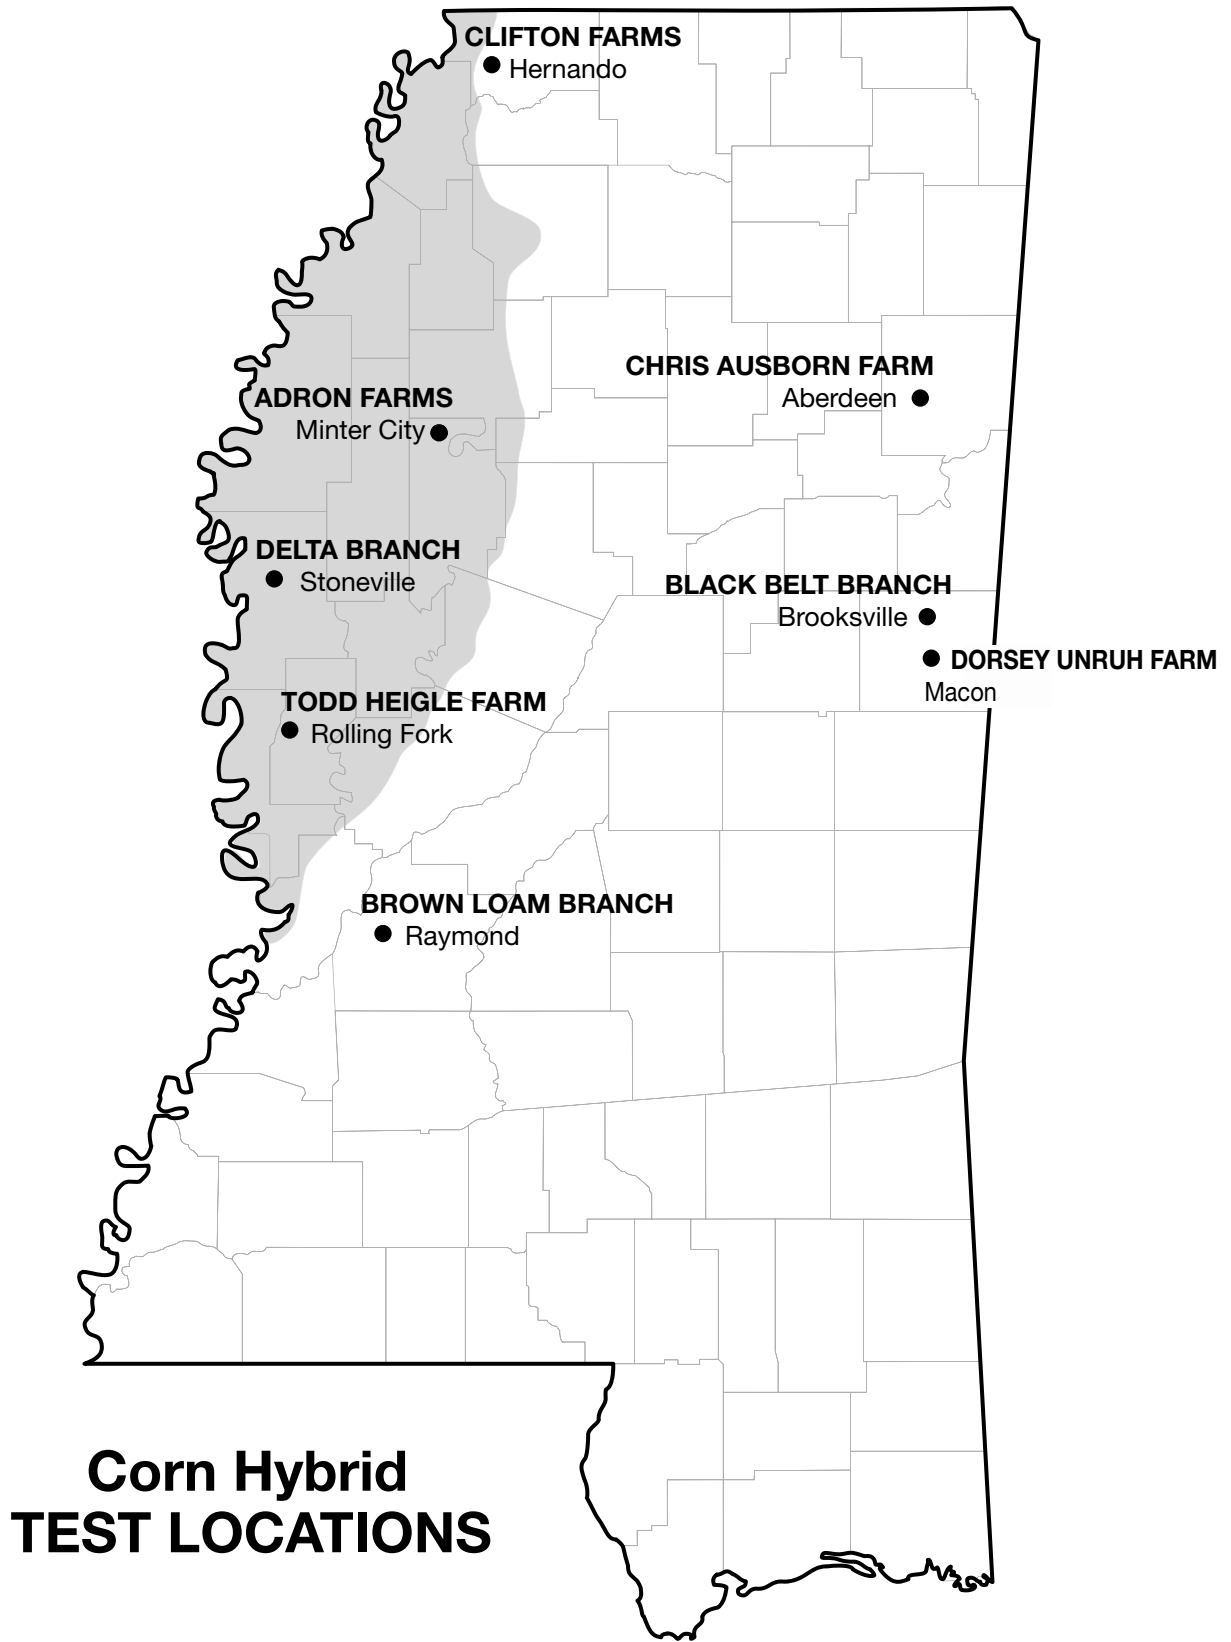 CLIFTON FARMS
Hernando
CHRIS AUSBORN FARM
Aberdeen
ADRON FARMS
Minter City
DELTA BRANCH
Stoneville
BLACK BELT BRANCH
Brooksville
DORSEY UNRUH FARM
Macon
TODD HEIGLE FARM
Rolling Fork
BROWN LOAM BRANCH
Raymond
Corn Hybrid
TEST LOCATIONS